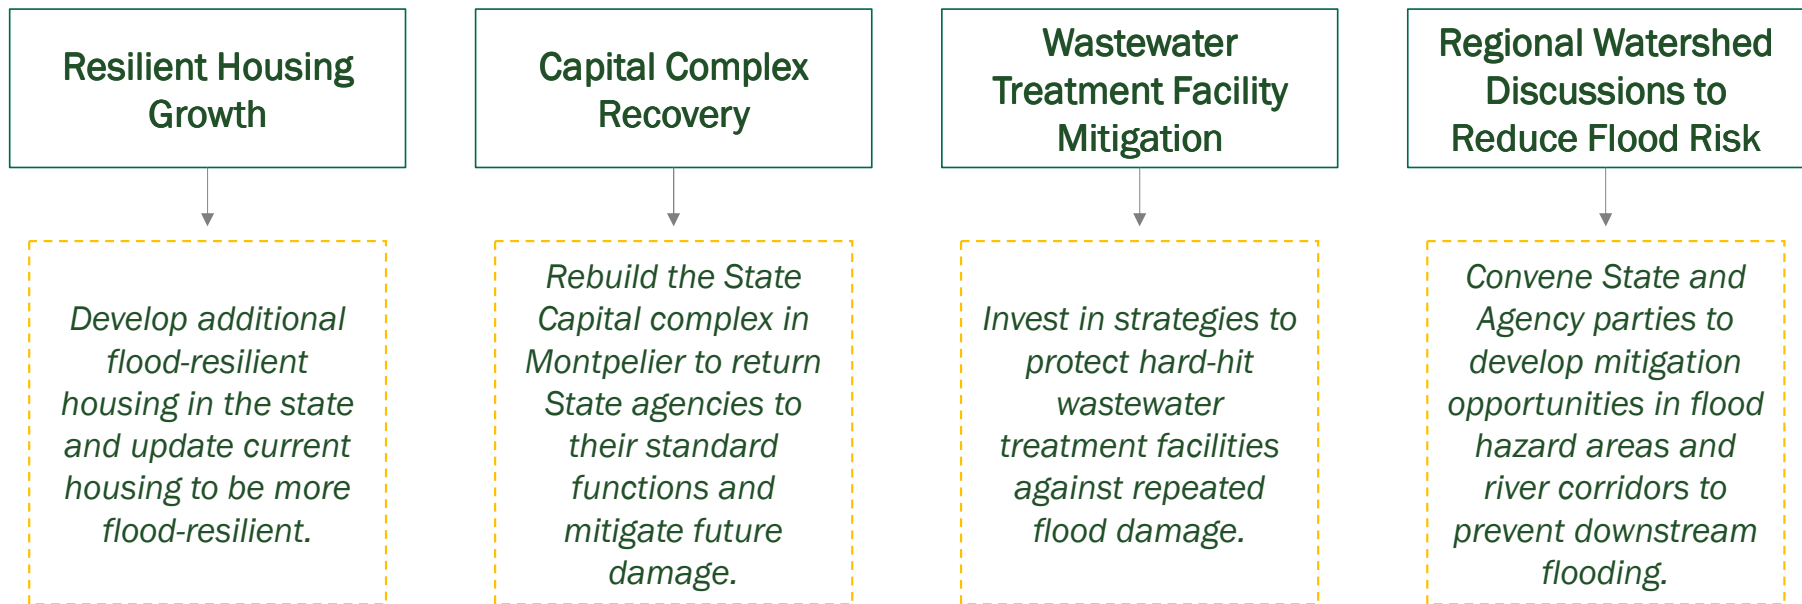 Resilient Housing
Growth
Develop additional
flood-resilient
housing in the state
and update current
housing to be more
flood-resilient.
Capital Complex
Recovery
Rebuild the State
Capital complex in
Montpelier to return
State agencies to
their standard
functions and
mitigate future
damage.
Wastewater
Treatment Facility
Mitigation
Invest in strategies to
protect hard-hit
wastewater
treatment facilities
against repeated
flood damage.
Regional Watershed
Discussions to
Reduce Flood Risk
Convene State and
Agency parties to
develop mitigation
opportunities in flood
hazard areas and
river corridors to
prevent downstream
flooding.